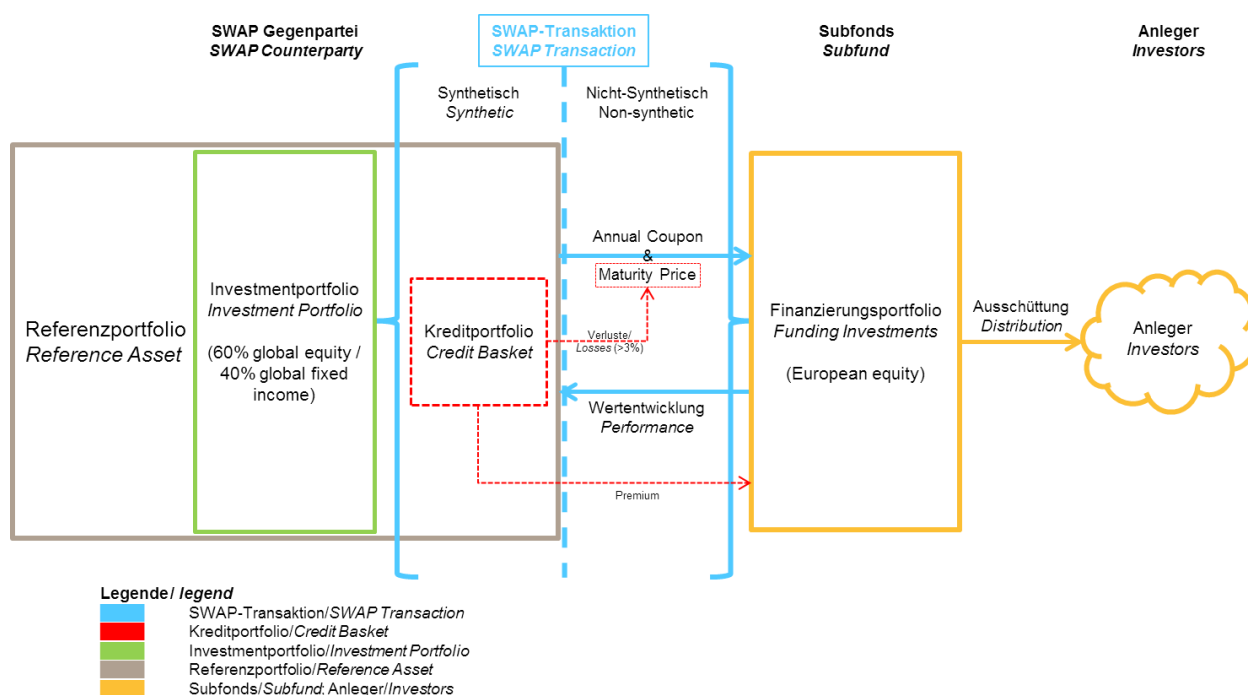 SWAP Gegenpartei
SWAP Counterparty
SWAP-Transaktion
SWAP Transaction
Subfonds
Subfund
Anleger
Investors
Synthetisch
Synthetic
Nicht-Synthetisch
Non-synthetic
Referenzportfolio
Reference Asset
Investmentportfolio
Investment Portfolio
(60% global equity /
40% global fixed
income)
Kreditportfolio
Credit Basket
Annual Coupon
&
Maturity Price
Verluste/
Losses (>3%)
Wertentwicklung
Performance
Premium
Finanzierungsportfolio
Funding Investments
(European equity)
Ausschüttung
Distribution
Anleger
Investors
Legende/ legend
SWAP-Transaktion/SWAP Transaction
Kreditportfolio/Credit Basket
Investmentportfolio/Investment Portfolio
Referenzportfolio/Reference Asset
Subfonds/Subfund; Anleger/Investors